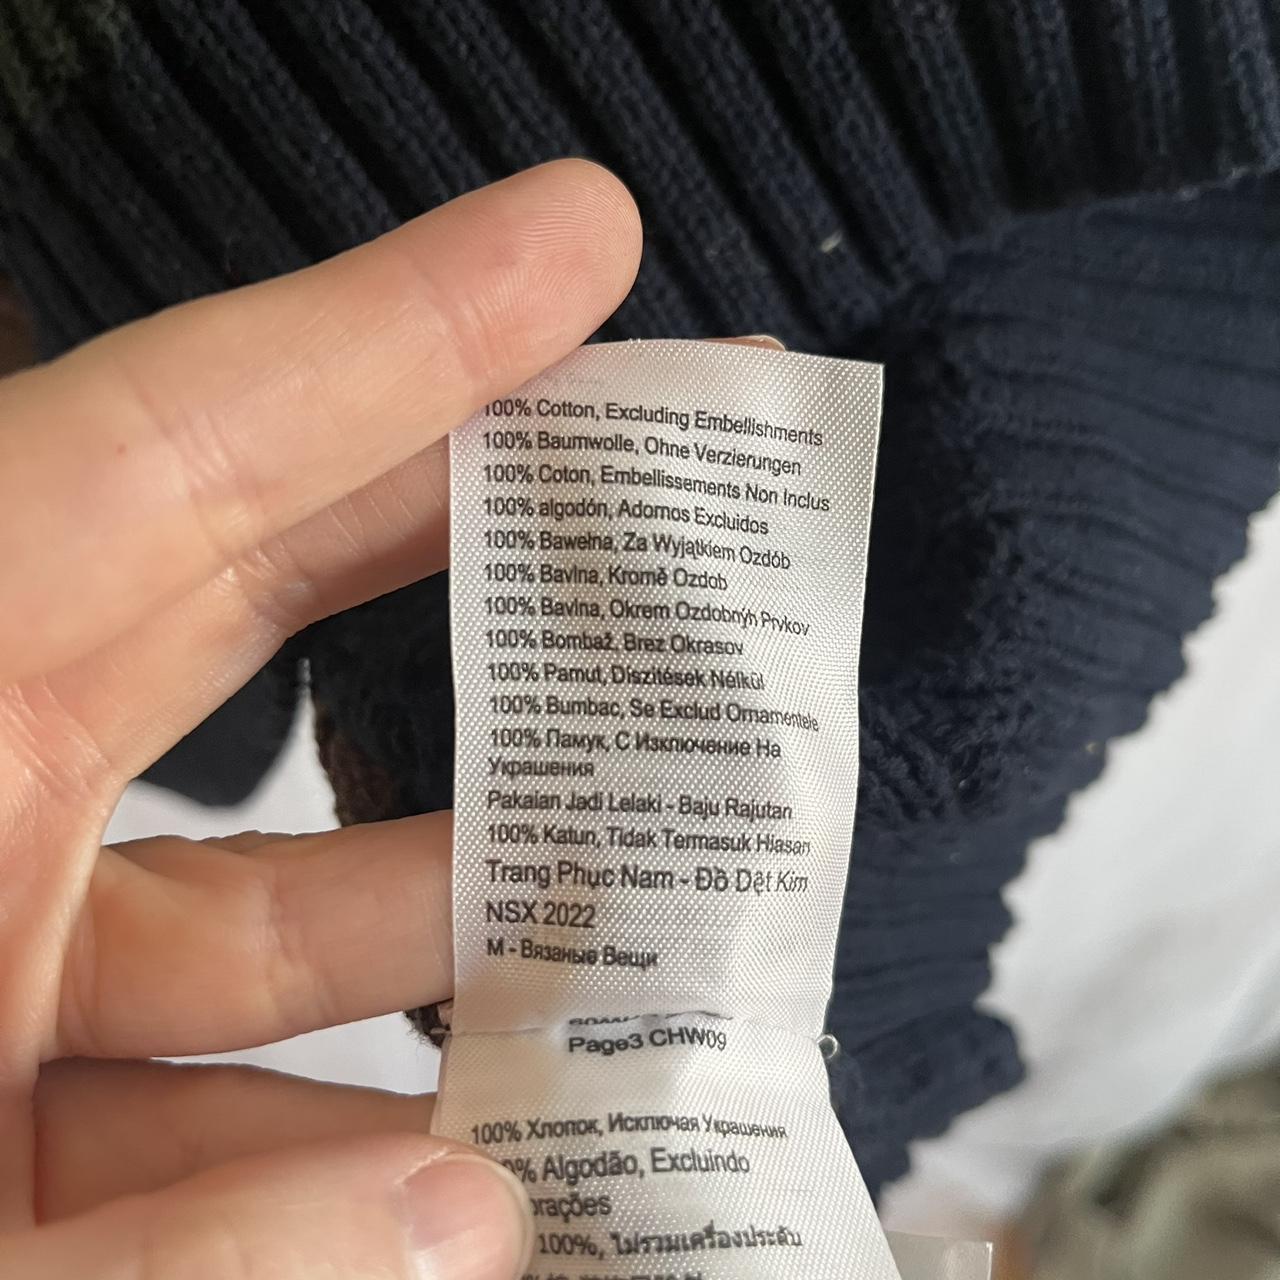 100% Cotton, Excluding Embellishments
100% Baumwolle, Ohne Verzierungen
100% Coton, Embellissements Non Inclus
100% algodón, Adornos Excluidos
100% Bawełna, Za Wyjątkiem Ozdób
100% Bavlna, Kromě Ozdob
100% Bavlna, Okrem Ozdobných Prvkov
100% Bombaž, Brez Okrasov
100% Pamut, Díszítések Nélkül
100% Bumbac, Se Exclud Ornamentele
100% Памук, С Изключение На
Украшения
Pakaian Jadi Lelaki - Baju Rajutan
100% Katun, Tidak Termasuk Hiasan
Trang Phục Nam - Đồ Dệt Kim
NSX 2022
M - Вязаные Вещи
Page3 CHW09
100% Хлопок, Исключая Украшения
% Algodão, Excluindo
orações
100%, ไม่รวมเครื่องประดับ